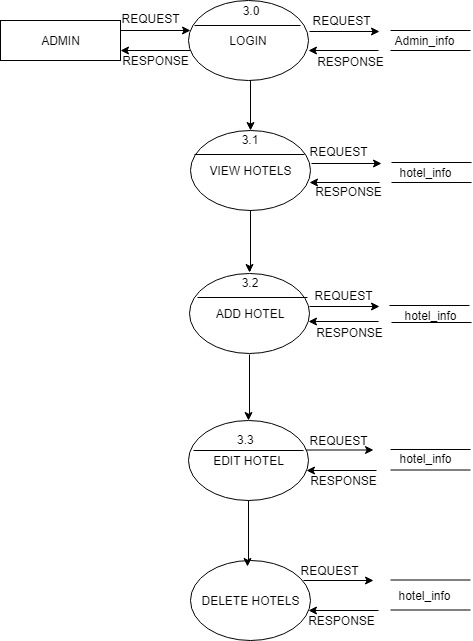 3.0
REQUEST
REQUEST
ADMIN
LOGIN
Admin_info
RESPONSE
RESPONSE
3.1
REQUEST
VIEW HOTELS
hotel_info
RESPONSE
3.2
REQUEST
ADD HOTEL
hotel_info
RESPONSE
3.3
REQUEST
EDIT HOTEL
hotel_info
RESPONSE
REQUEST
DELETE HOTELS
hotel_info
RESPONSE